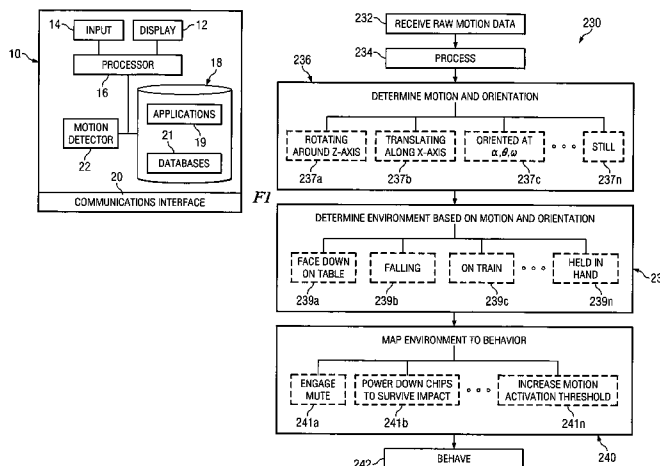 10
14
INPUT
DISPLAY
12
PROCESSOR
16
18
APPLICATIONS
19
21
DATABASES
MOTION
DETECTOR
22
20
COMMUNICATIONS INTERFACE
F1
232
RECEIVE RAW MOTION DATA
230
234
PROCESS
236
DETERMINE MOTION AND ORIENTATION
ROTATING
AROUND Z-AXIS
TRANSLATING
ALONG X-AXIS
ORIENTED AT
α,θ,ω
STILL
237a
237b
237c
237n
DETERMINE ENVIRONMENT BASED ON MOTION AND ORIENTATION
FACE DOWN
ON TABLE
FALLING
ON TRAIN
HELD IN
HAND
23
239a
239b
239c
239n
MAP ENVIRONMENT TO BEHAVIOR
ENGAGE
MUTE
POWER DOWN CHIPS
TO SURVIVE IMPACT
INCREASE MOTION
ACTIVATION THRESHOLD
241a
241b
241n
240
242
BEHAVE